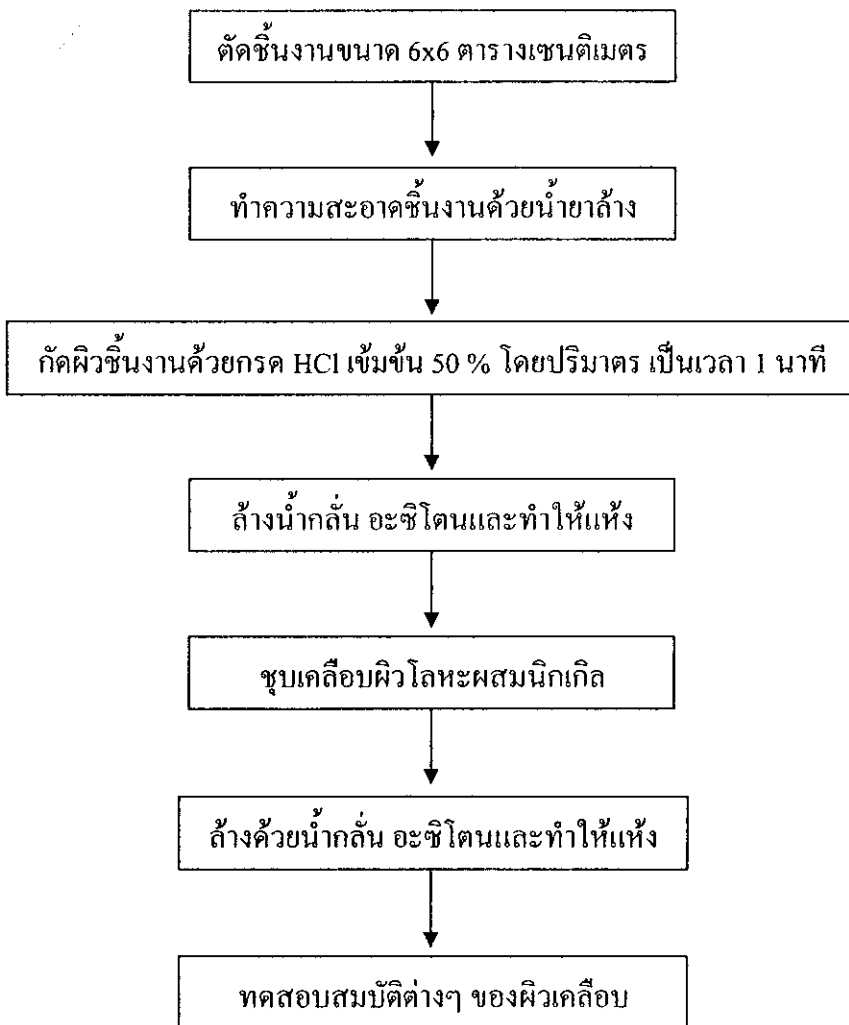 ตัดชิ้นงานขนาด 6x6 ตารางเซนติเมตร
ทำความสะอาดชิ้นงานด้วยน้ำยาล้าง
กัดผิวชิ้นงานด้วยกรด HCl เข้มข้น 50 % โดยปริมาตร เป็นเวลา 1 นาที
ล้างน้ำกลั่น อะซิโตนและทำให้แห้ง
ชุบเคลือบผิวโลหะผสมนิกเกิล
ล้างด้วยน้ำกลั่น อะซิโตนและทำให้แห้ง
ทดสอบสมบัติต่างๆ ของผิวเคลือบ